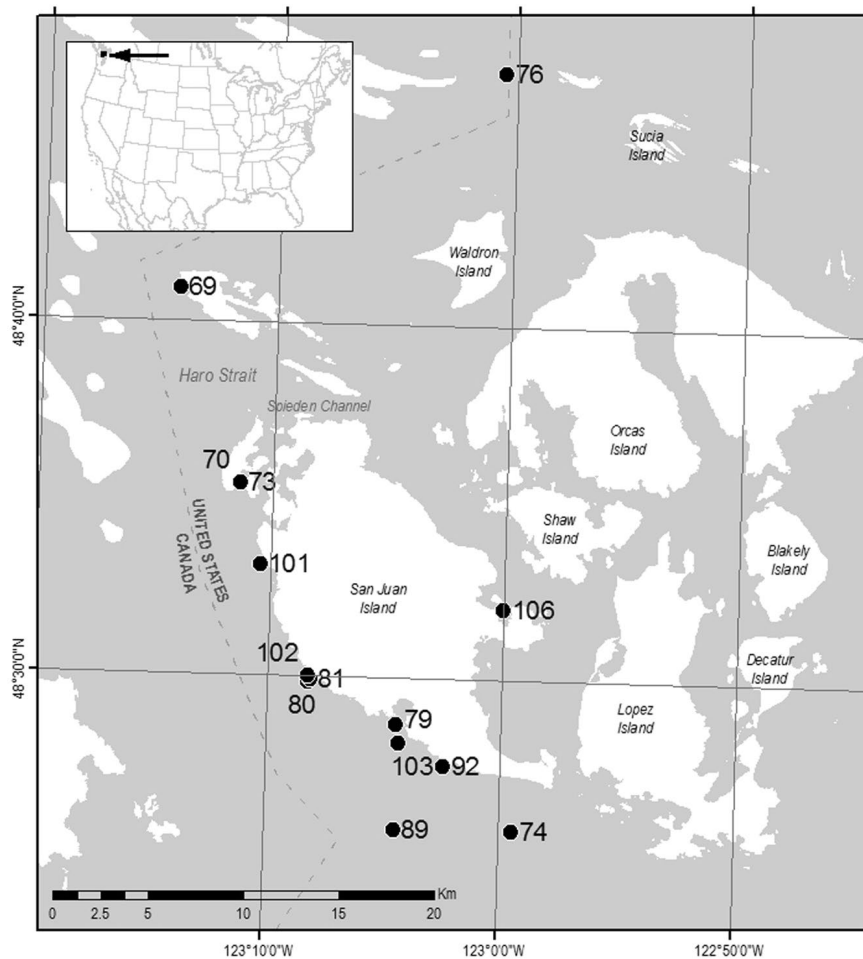 76
Sucia
Island
Waldron
Island
69
48°40'0"N
Haro Strait
Spieden Channel
Orcas
Island
70
73
UNITED STATES
CANADA
Shaw
Island
Blakely
Island
101
San Juan
Island
106
102
81
80
48°30'0"N
Decatur
Island
Lopez
Island
79
103
92
89
74
Km
0
2.5
5
10
15
20
123°10'0"W
123°0'0"W
122°50'0"W